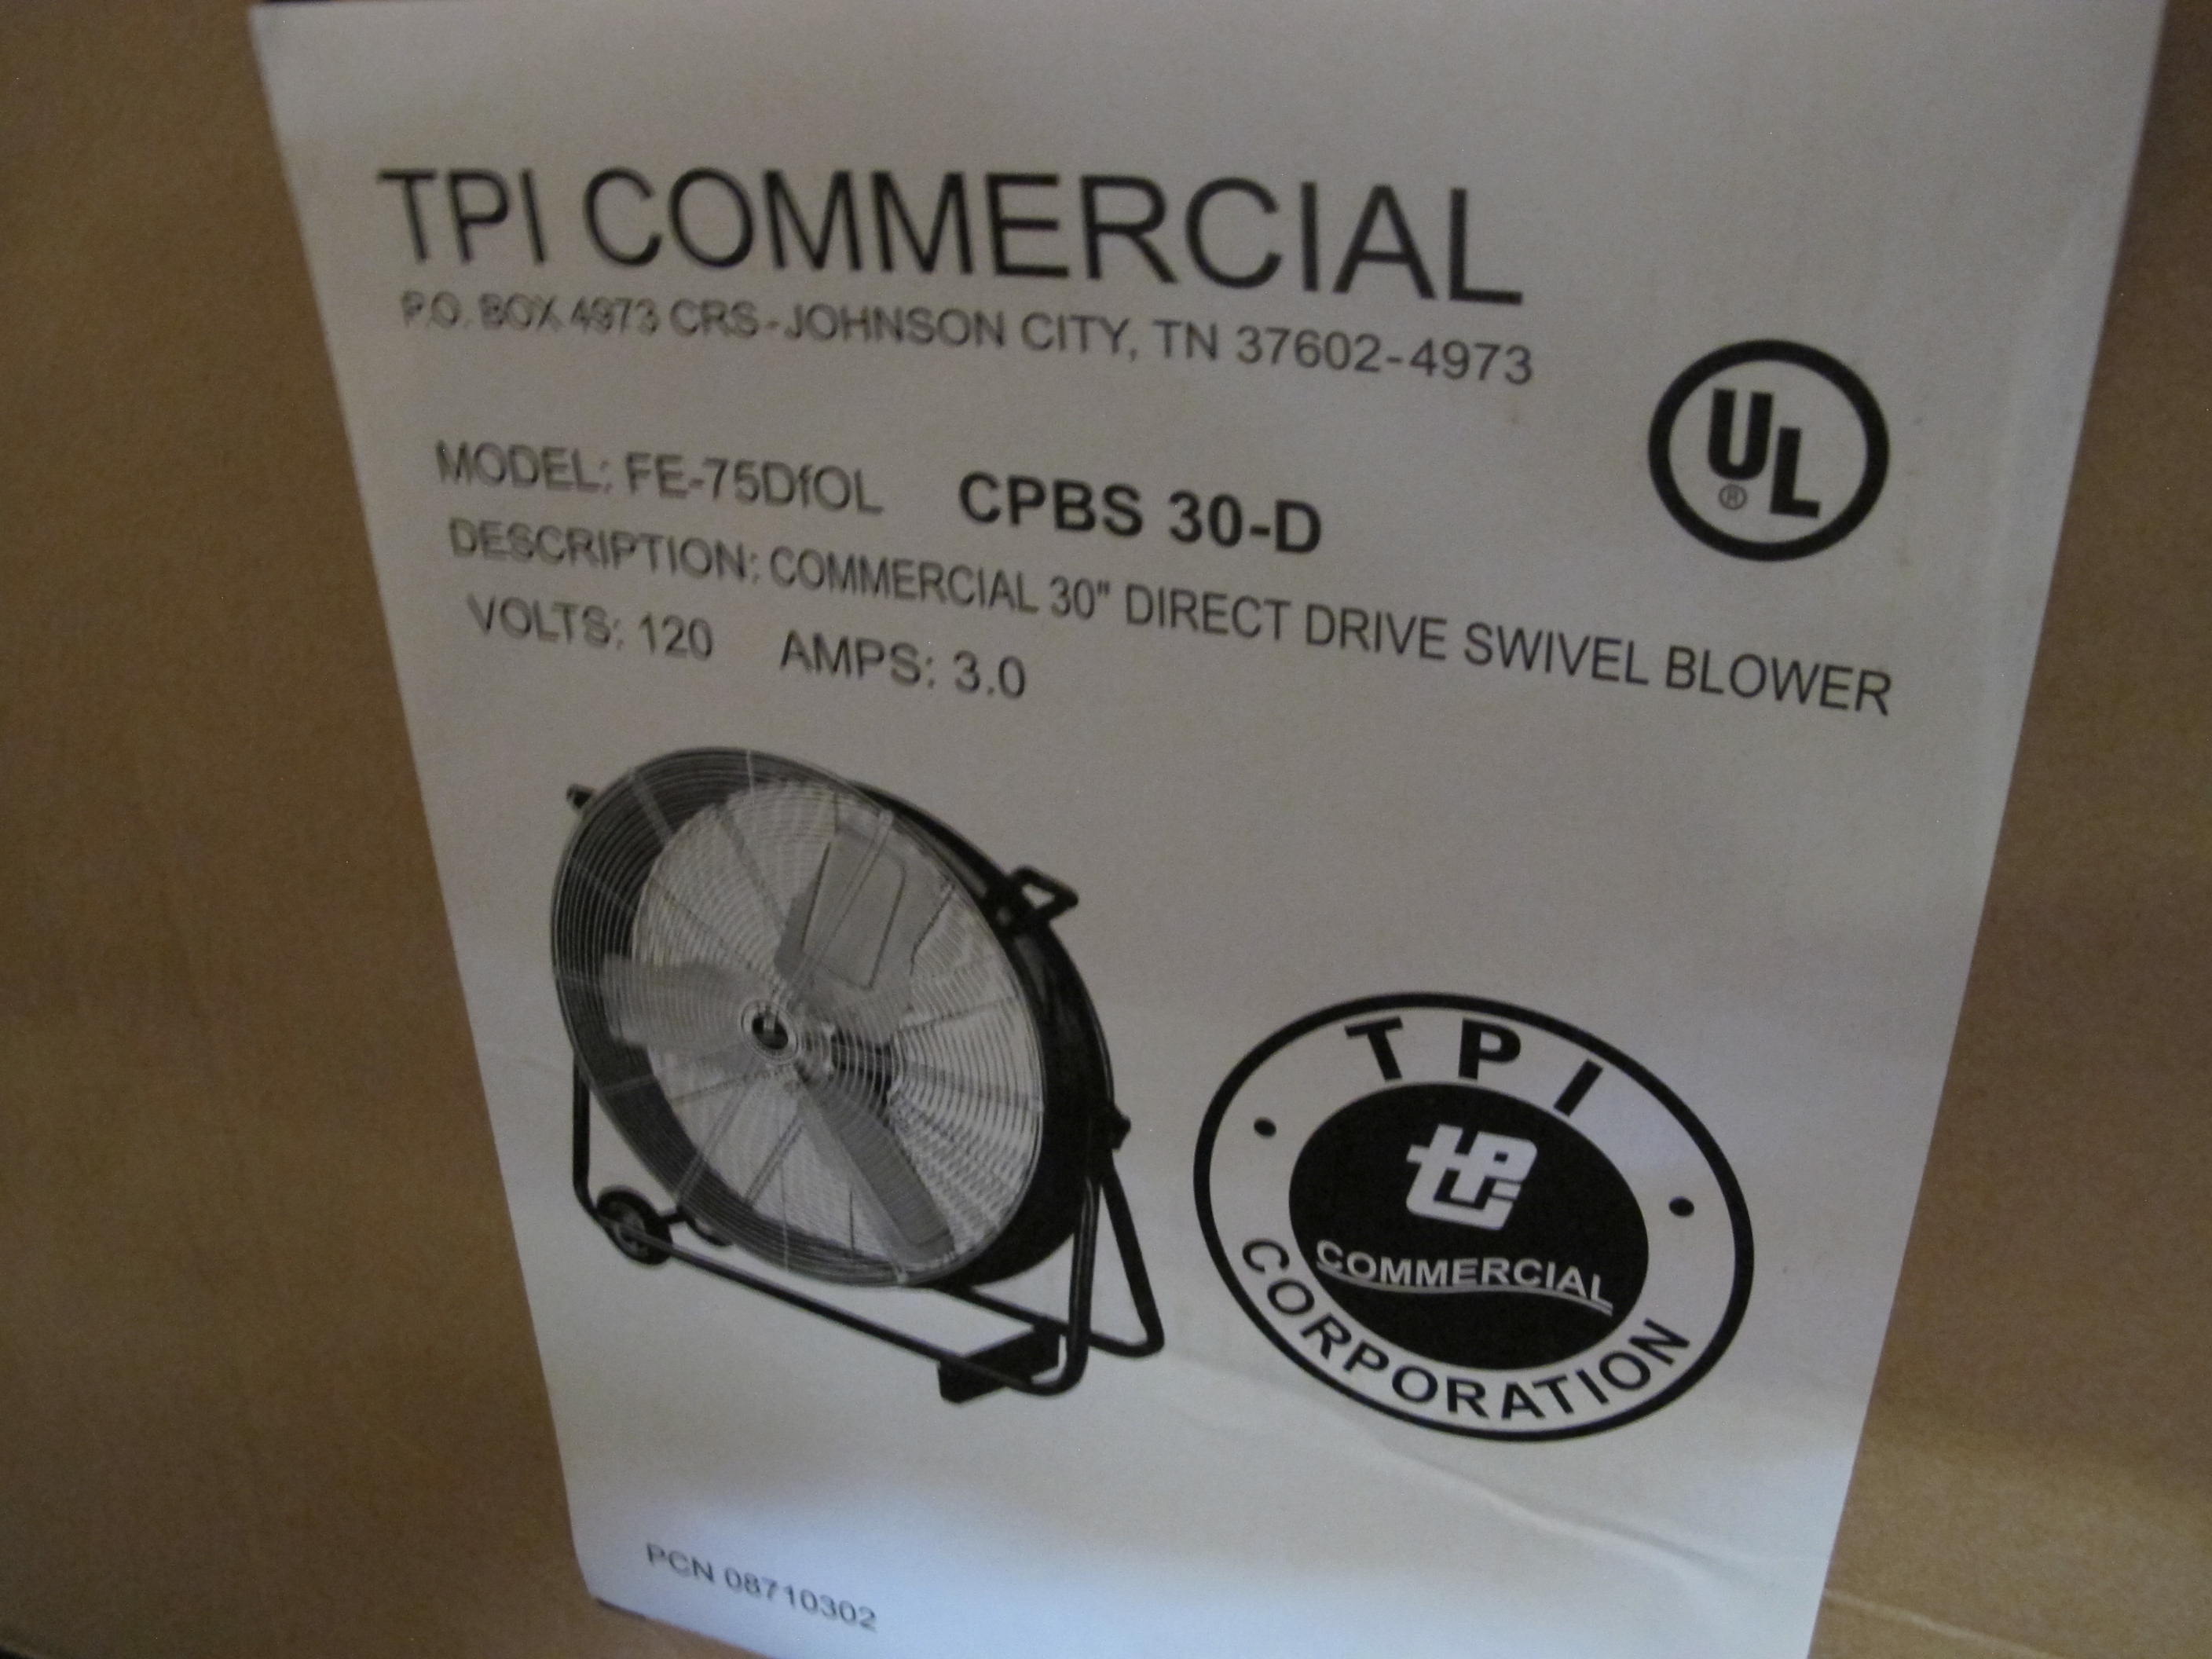 TPI COMMERCIAL
P.O. BOX 4973 CRS-JOHNSON CITY, TN 37602-4973
UL
®
MODEL: FE-75DfOL CPBS 30-D
DESCRIPTION: COMMERCIAL 30" DIRECT DRIVE SWIVEL BLOWER
VOLTS: 120 AMPS: 3.0
TPI
tpi
COMMERCIAL
CORPORATION
PCN 08710302